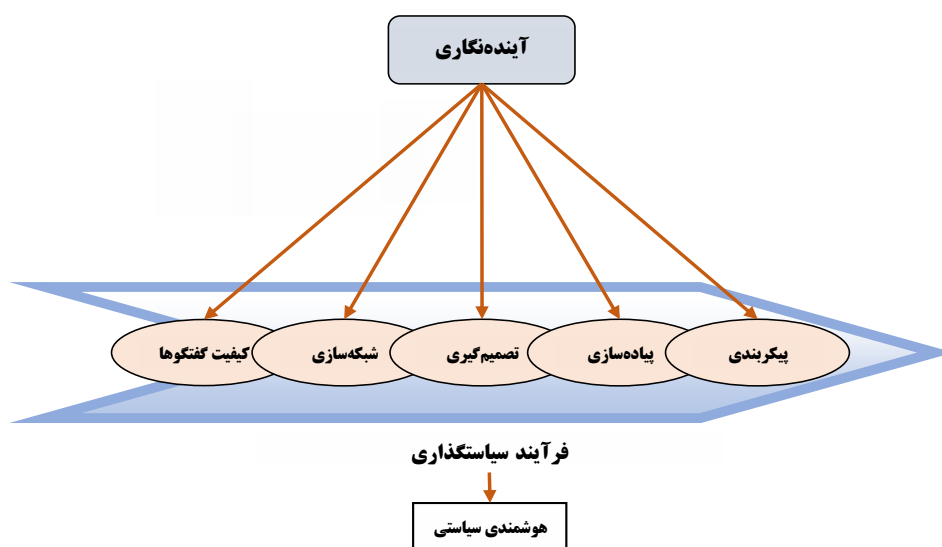 آینده‌نگاری
پیکربندی
پیاده‌سازی
تصمیم‌گیری
شبکه‌سازی
کیفیت گفتگوها
فرآیند سیاستگذاری
هوشمندی سیاستی